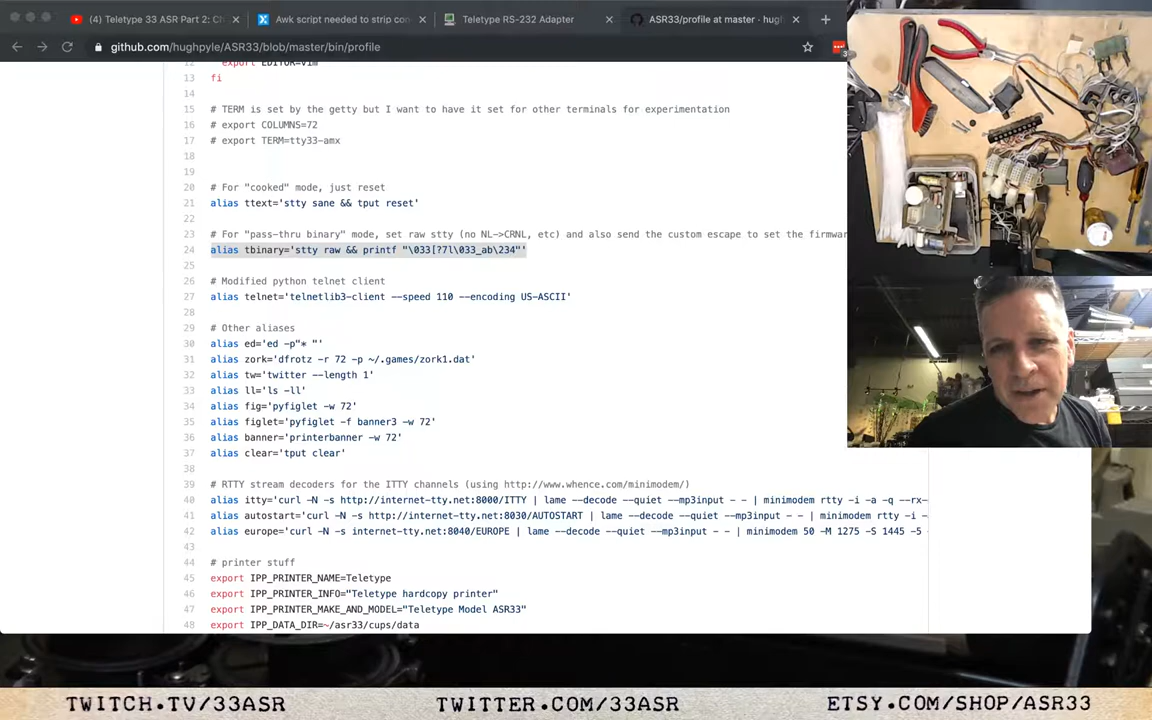 Teletype 33 ASR Part 2: Ch
Awk script needed to strip con
Teletype RS-232 Adapter
ASR33/profile at master · hugh
github.com/hughpyle/ASR33/blob/master/bin/profile
12 export EDITOR=vim
13 fi
14
15 # TERM is set by the getty but I want to have it set for other terminals for experimentation
16 # export COLUMNS=72
17 # export TERM=tty33-amx
18
19
20 # For "cooked" mode, just reset
21 alias ttext='stty sane && tput reset'
22
23 # For "pass-thru binary" mode, set raw stty (no NL->CRNL, etc) and also send the custom escape to set the firmwar
24 alias tbinary='stty raw && printf "\033[?7l\033_ab\234"'
25
26 # Modified python telnet client
27 alias telnet='telnetlib3-client --speed 110 --encoding US-ASCII'
28
29 # Other aliases
30 alias ed='ed -p"* "'
31 alias zork='dfrotz -r 72 -p ~/.games/zork1.dat'
32 alias tw='twitter --length 1'
33 alias ll='ls -ll'
34 alias fig='pyfiglet -w 72'
35 alias figlet='pyfiglet -f banner3 -w 72'
36 alias banner='printerbanner -w 72'
37 alias clear='tput clear'
38
39 # RTTY stream decoders for the ITTY channels (using http://www.whence.com/minimodem/)
40 alias itty='curl -N -s http://internet-tty.net:8000/ITTY | lame --decode --quiet --mp3input - - | minimodem rtty -i -a -q --rx-
41 alias autostart='curl -N -s http://internet-tty.net:8030/AUTOSTART | lame --decode --quiet --mp3input - - | minimodem rtty -i -
42 alias europe='curl -N -s internet-tty.net:8040/EUROPE | lame --decode --quiet --mp3input - - | minimodem 50 -M 1275 -S 1445 -5
43
44 # printer stuff
45 export IPP_PRINTER_NAME=Teletype
46 export IPP_PRINTER_INFO="Teletype hardcopy printer"
47 export IPP_PRINTER_MAKE_AND_MODEL="Teletype Model ASR33"
48 export IPP_DATA_DIR=~/asr33/cups/data
TWITCH.TV/33ASR TWITTER.COM/33ASR ETSY.COM/SHOP/ASR33